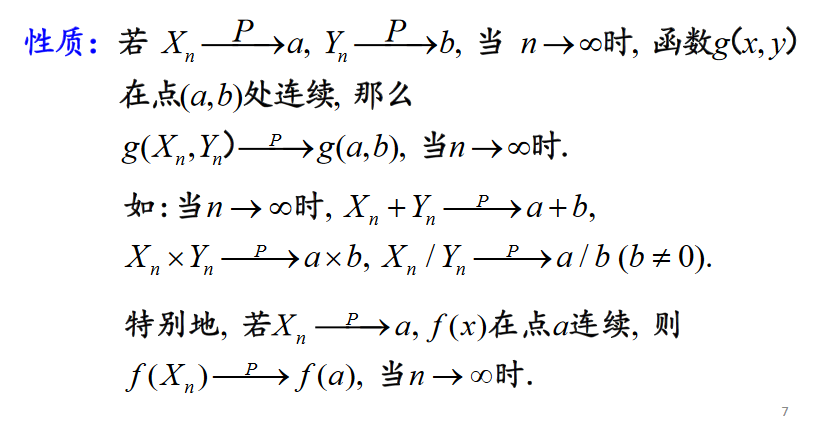 性质: 若 Xₙ —P→ a, Yₙ —P→ b, 当 n→∞时, 函数g(x,y)
在点(a,b)处连续, 那么
g(Xₙ,Yₙ) —P→ g(a,b), 当n→∞时.
如: 当n→∞时, Xₙ+Yₙ —P→ a+b,
Xₙ×Yₙ —P→ a×b, Xₙ/Yₙ —P→ a/b (b≠0).
特别地, 若Xₙ —P→ a, f(x)在点a连续, 则
f(Xₙ) —P→ f(a), 当n→∞时.
7